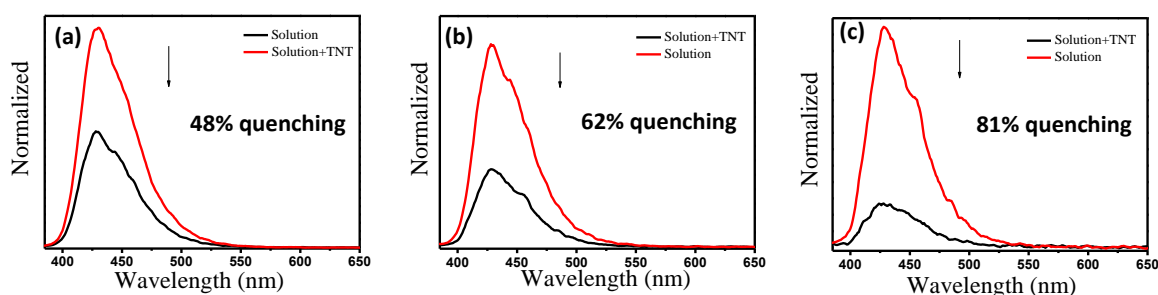 (a)
Solution
Solution+TNT
48% quenching
Normalized
400 450 500 550 600 650
Wavelength (nm)
(b)
Solution+TNT
Solution
62% quenching
Normalized
400 450 500 550 600 650
Wavelength (nm)
(c)
Solution+TNT
Solution
81% quenching
Normalized
400 450 500 550 600 650
Wavelength (nm)